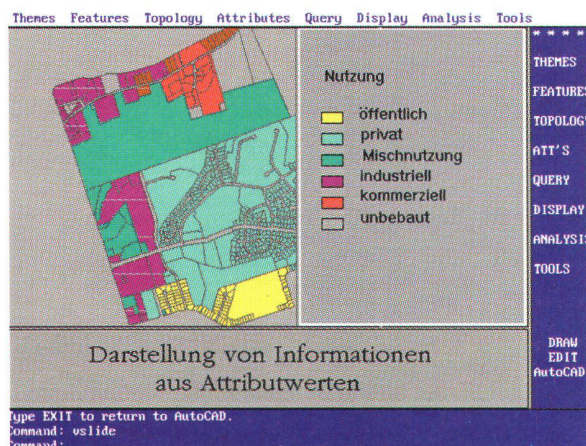 Themes Features Topology Attributes Query Display Analysis Tools
* * * *
THEMES
FEATURES
TOPOLOGY
ATT'S
QUERY
DISPLAY
ANALYSIS
TOOLS
DRAW
EDIT
AutoCAD
Nutzung
öffentlich
privat
Mischnutzung
industriell
kommerziell
unbebaut
Darstellung von Informationen
aus Attributwerten
Type EXIT to return to AutoCAD.
Command: vslide
Command: